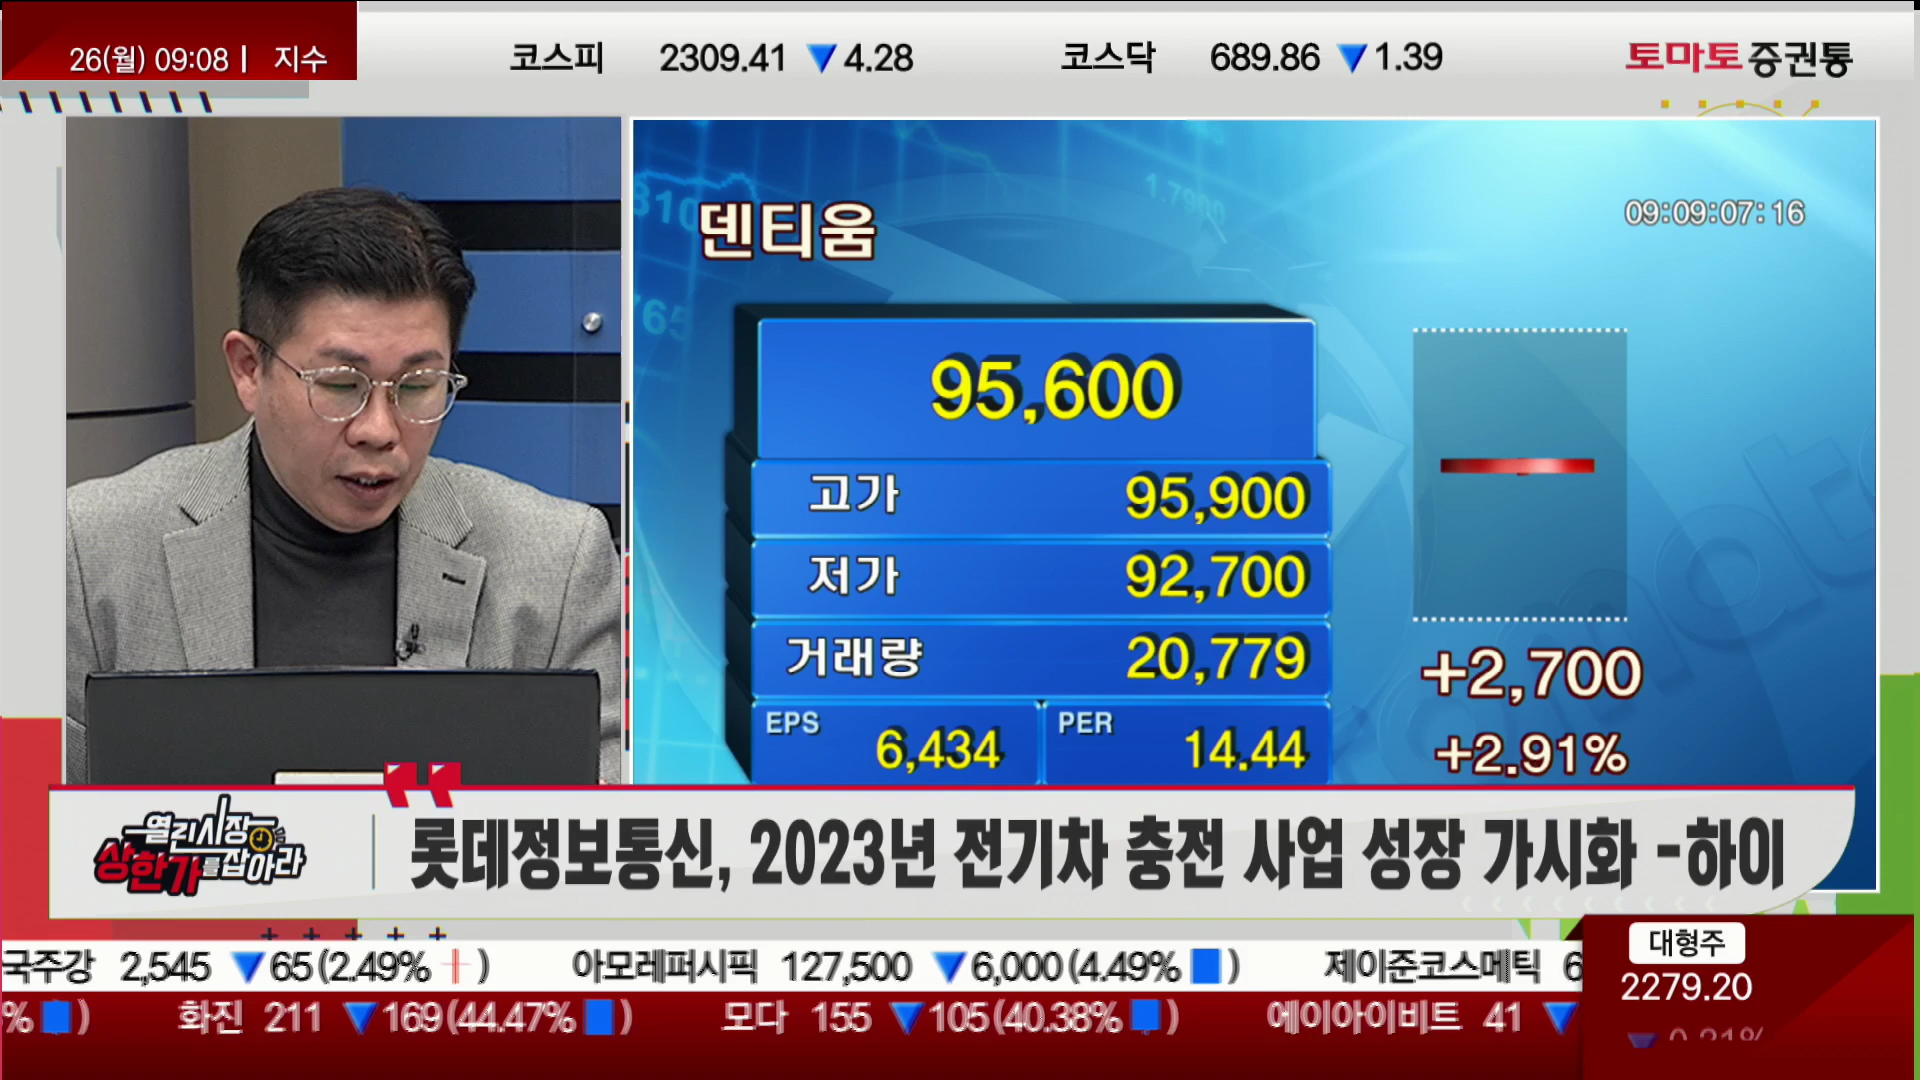 26(월) 09:08 | 지수
코스피 2309.41 ▼4.28
코스닥 689.86 ▼1.39
토마토증권통
덴티움
09:09:07:16
95,600
고가 95,900
저가 92,700
거래량 20,779
EPS 6,434
PER 14.44
+2,700
+2.91%
열린시장
상한가를잡아라
롯데정보통신, 2023년 전기차 충전 사업 성장 가시화 -하이
국주강 2,545 ▼65(2.49% ) 아모레퍼시픽 127,500 ▼6,000(4.49% ) 제이준코스메틱 6
% ) 화진 211 ▼169(44.47% ) 모다 155 ▼105(40.38% ) 에이아이비트 41 ▼
대형주
2279.20